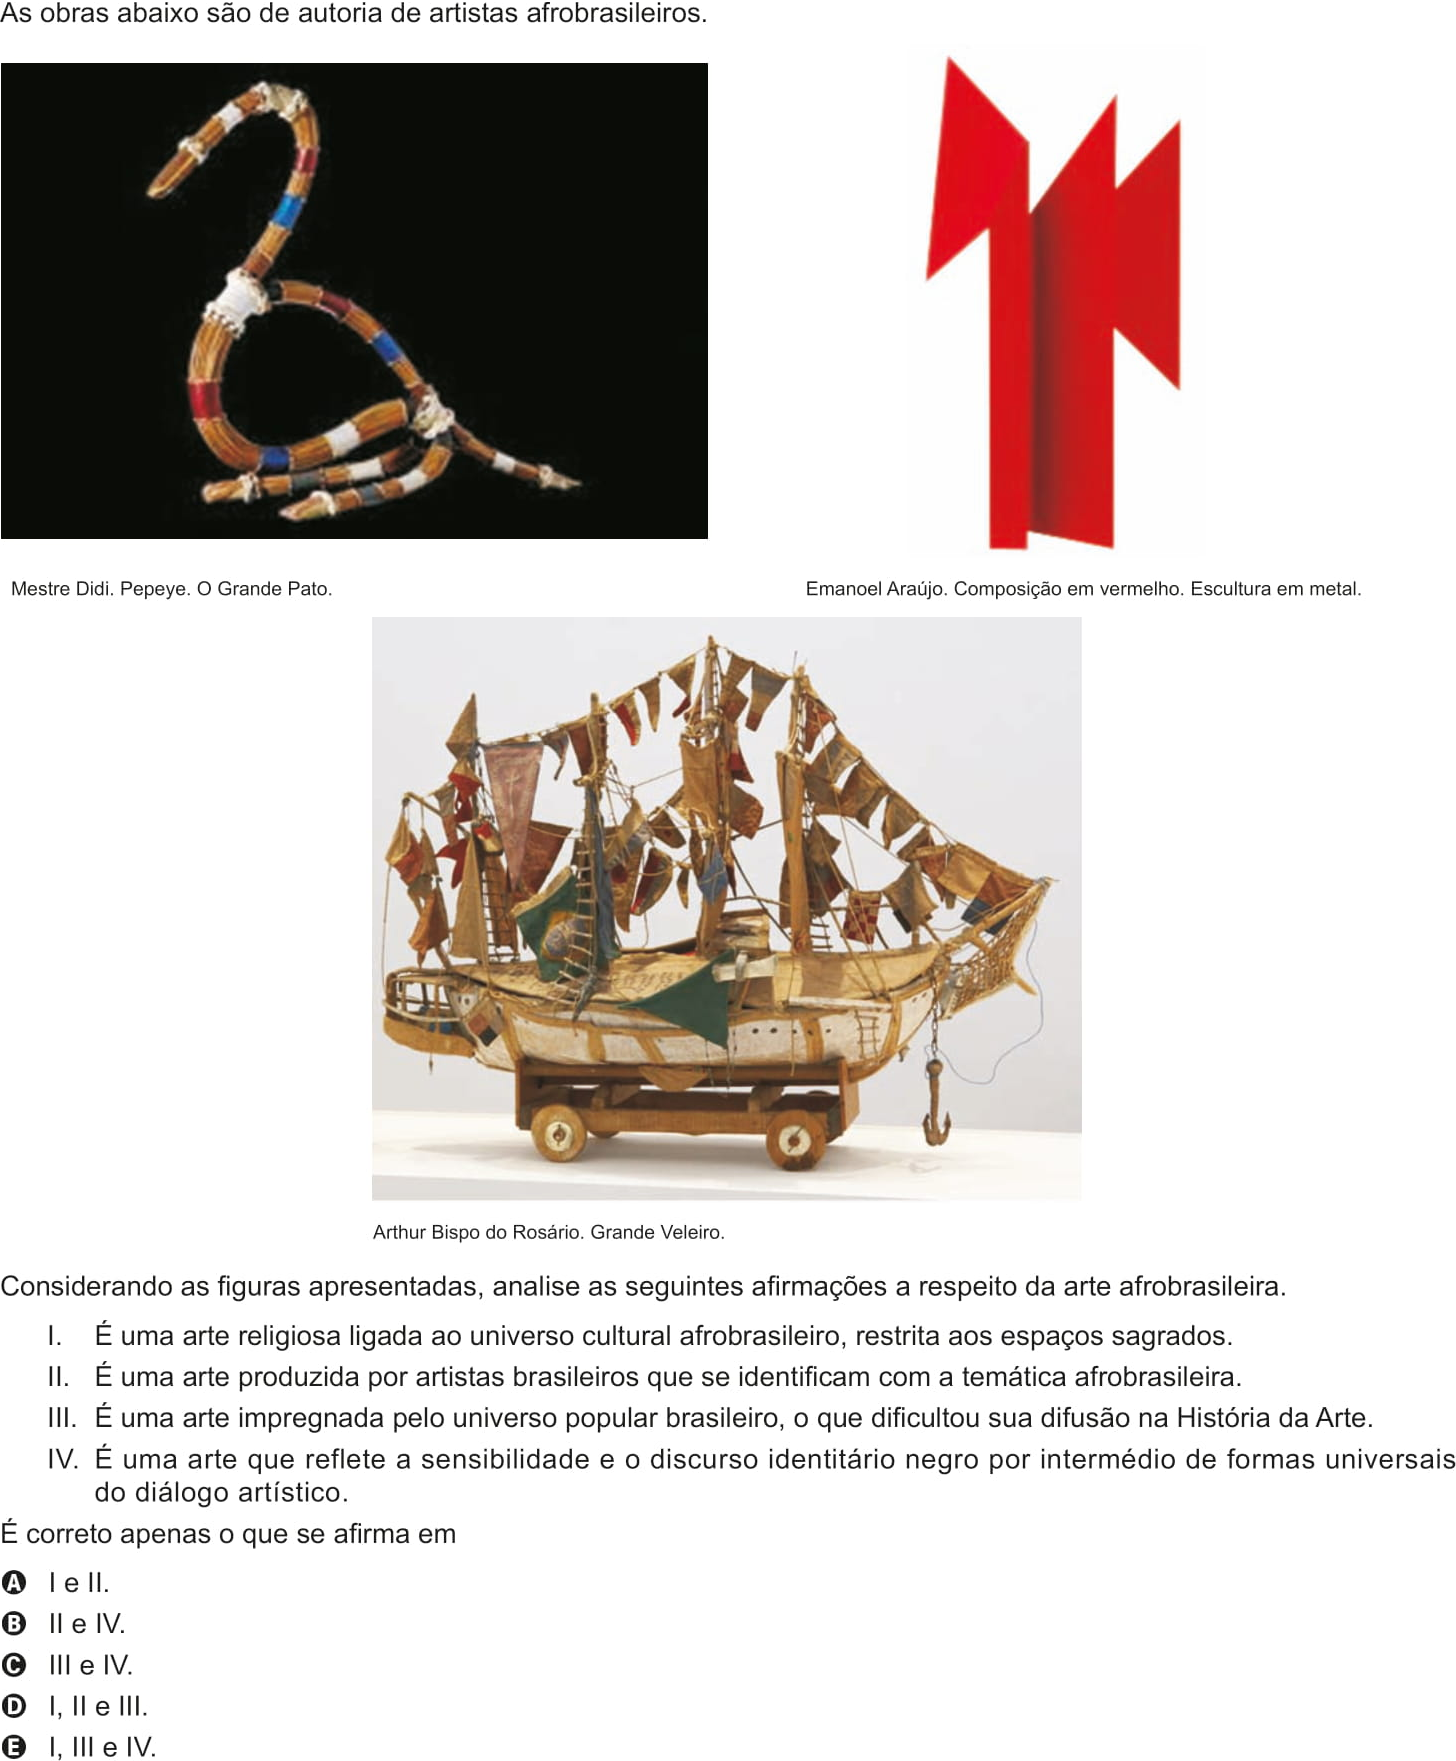 As obras abaixo são de autoria de artistas afrobrasileiros.
Mestre Didi. Pepeye. O Grande Pato.
Emanoel Araújo. Composição em vermelho. Escultura em metal.
Arthur Bispo do Rosário. Grande Veleiro.
Considerando as figuras apresentadas, analise as seguintes afirmações a respeito da arte afrobrasileira.
I. É uma arte religiosa ligada ao universo cultural afrobrasileiro, restrita aos espaços sagrados.
II. É uma arte produzida por artistas brasileiros que se identificam com a temática afrobrasileira.
III. É uma arte impregnada pelo universo popular brasileiro, o que dificultou sua difusão na História da Arte.
IV. É uma arte que reflete a sensibilidade e o discurso identitário negro por intermédio de formas universais
do diálogo artístico.
É correto apenas o que se afirma em
A I e II.
B II e IV.
C III e IV.
D I, II e III.
E I, III e IV.